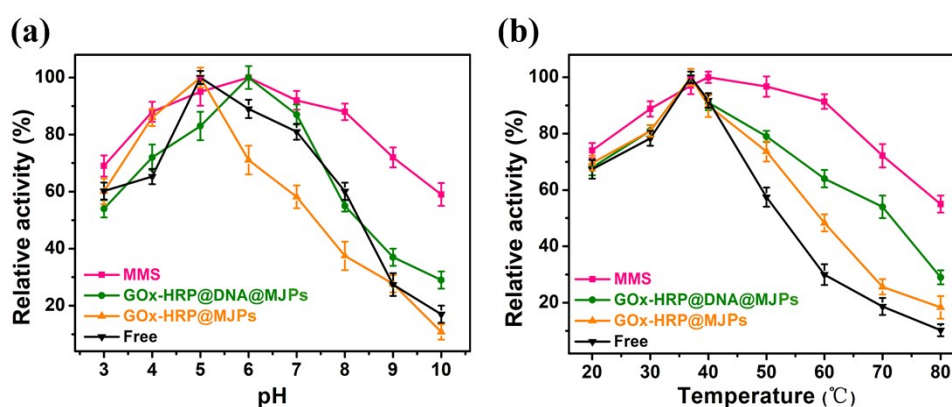 (a)
Relative activity (%)
100
80
60
40
20
MMS
GOx-HRP@DNA@MJPs
GOx-HRP@MJPs
Free
3 4 5 6 7 8 9 10
pH
(b)
Relative activity (%)
100
80
60
40
20
MMS
GOx-HRP@DNA@MJPs
GOx-HRP@MJPs
Free
20 30 40 50 60 70 80
Temperature (℃)